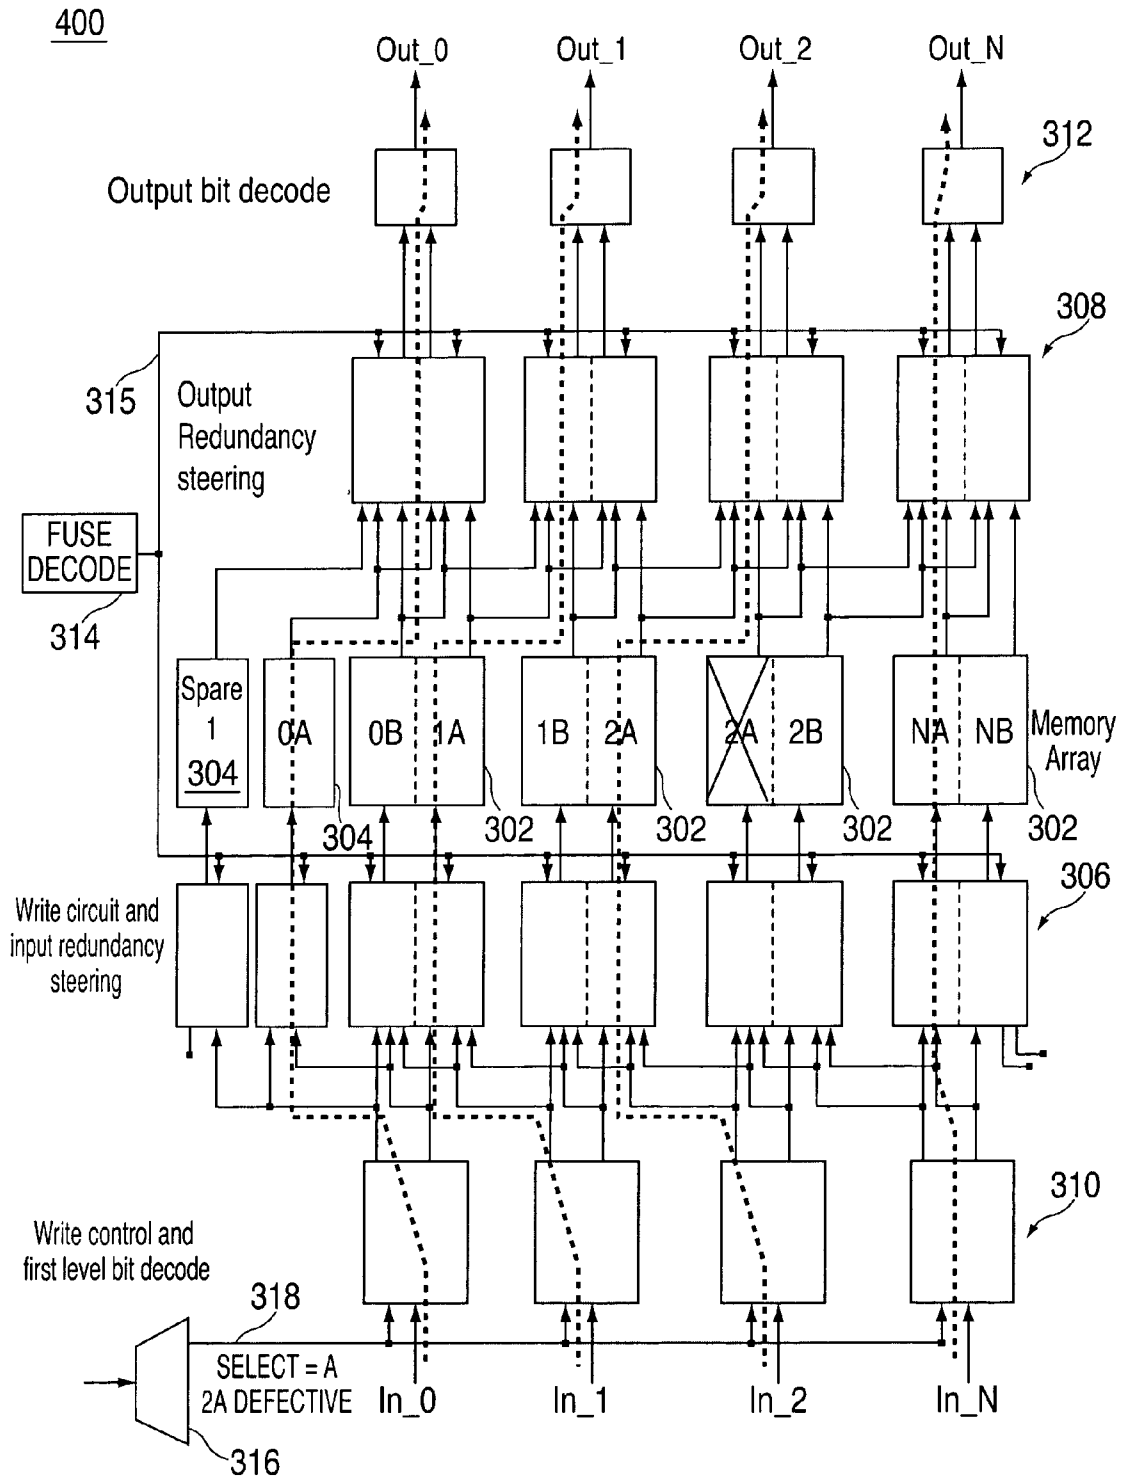 400
Out_0 Out_1 Out_2 Out_N
312
Output bit decode
308
315
Output
Redundancy
steering
FUSE
DECODE
314
Spare
1
304
0A 0B 1A 1B 2A 2A 2B NA NB
Memory
Array
304 302 302 302 302
306
Write circuit and
input redundancy
steering
310
Write control and
first level bit decode
318
SELECT = A
2A DEFECTIVE
In_0 In_1 In_2 In_N
316